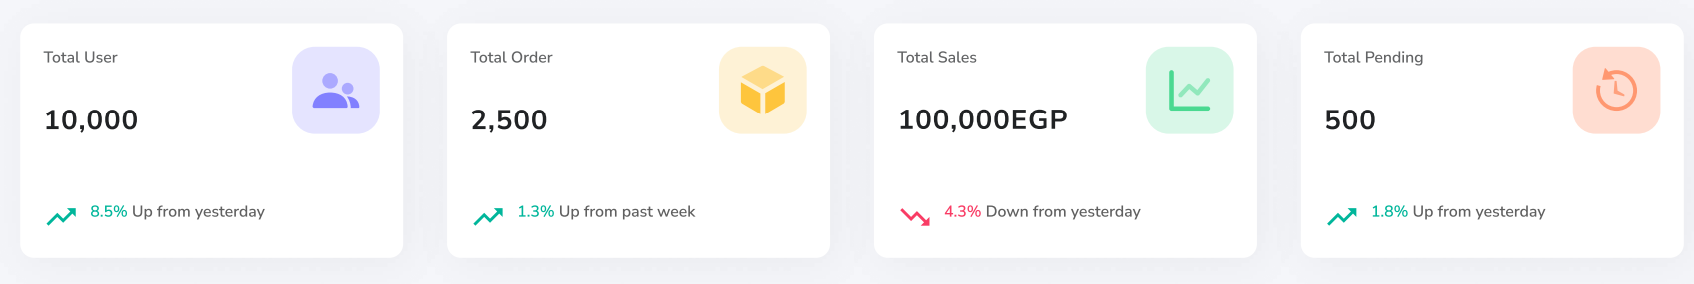 Total User
10,000
8.5% Up from yesterday
Total Order
2,500
1.3% Up from past week
Total Sales
100,000EGP
4.3% Down from yesterday
Total Pending
500
1.8% Up from yesterday